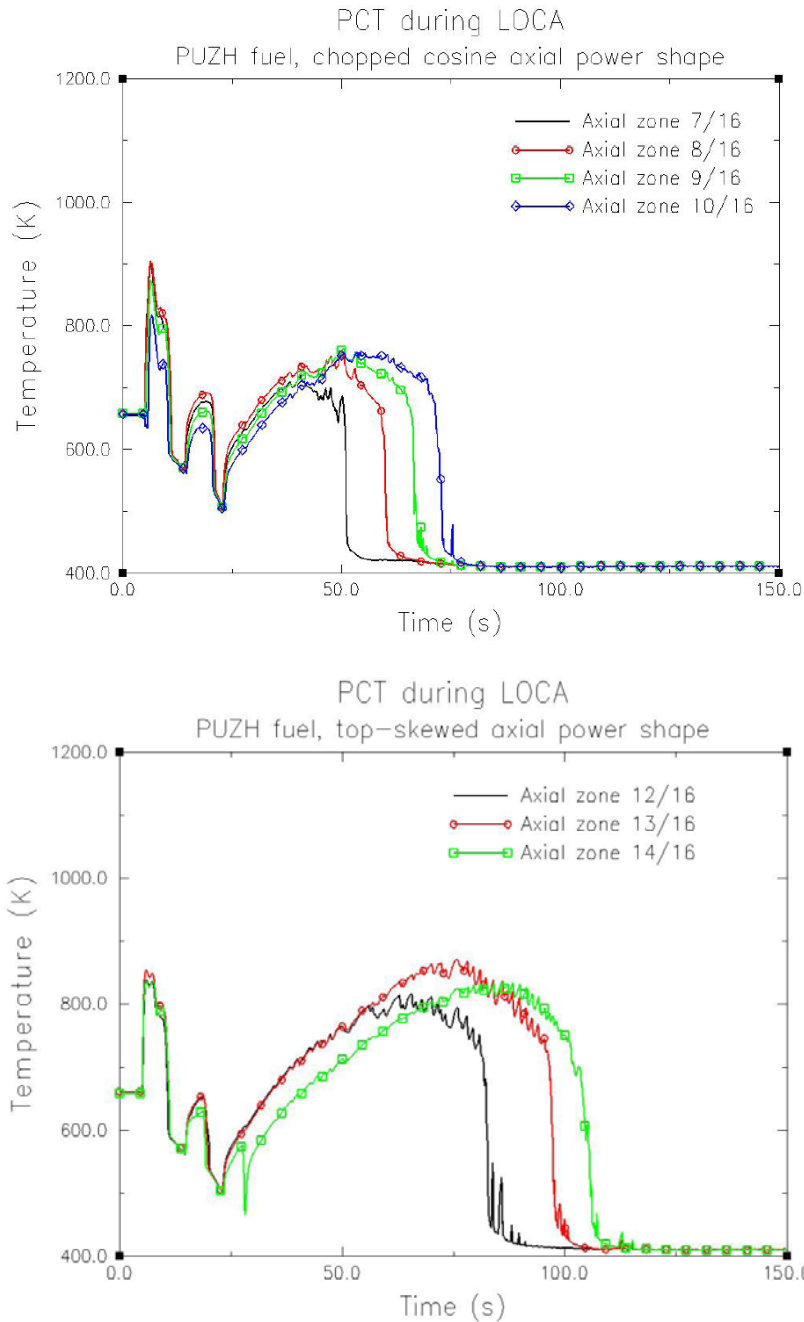 PCT during LOCA
PUZH fuel, chopped cosine axial power shape
1200.0
Axial zone 7/16
Axial zone 8/16
Axial zone 9/16
Axial zone 10/16
1000.0
Temperature (K)
800.0
600.0
400.0
0.0 50.0 100.0 150.0
Time (s)
PCT during LOCA
PUZH fuel, top-skewed axial power shape
1200.0
Axial zone 12/16
Axial zone 13/16
Axial zone 14/16
1000.0
Temperature (K)
800.0
600.0
400.0
0.0 50.0 100.0 150.0
Time (s)